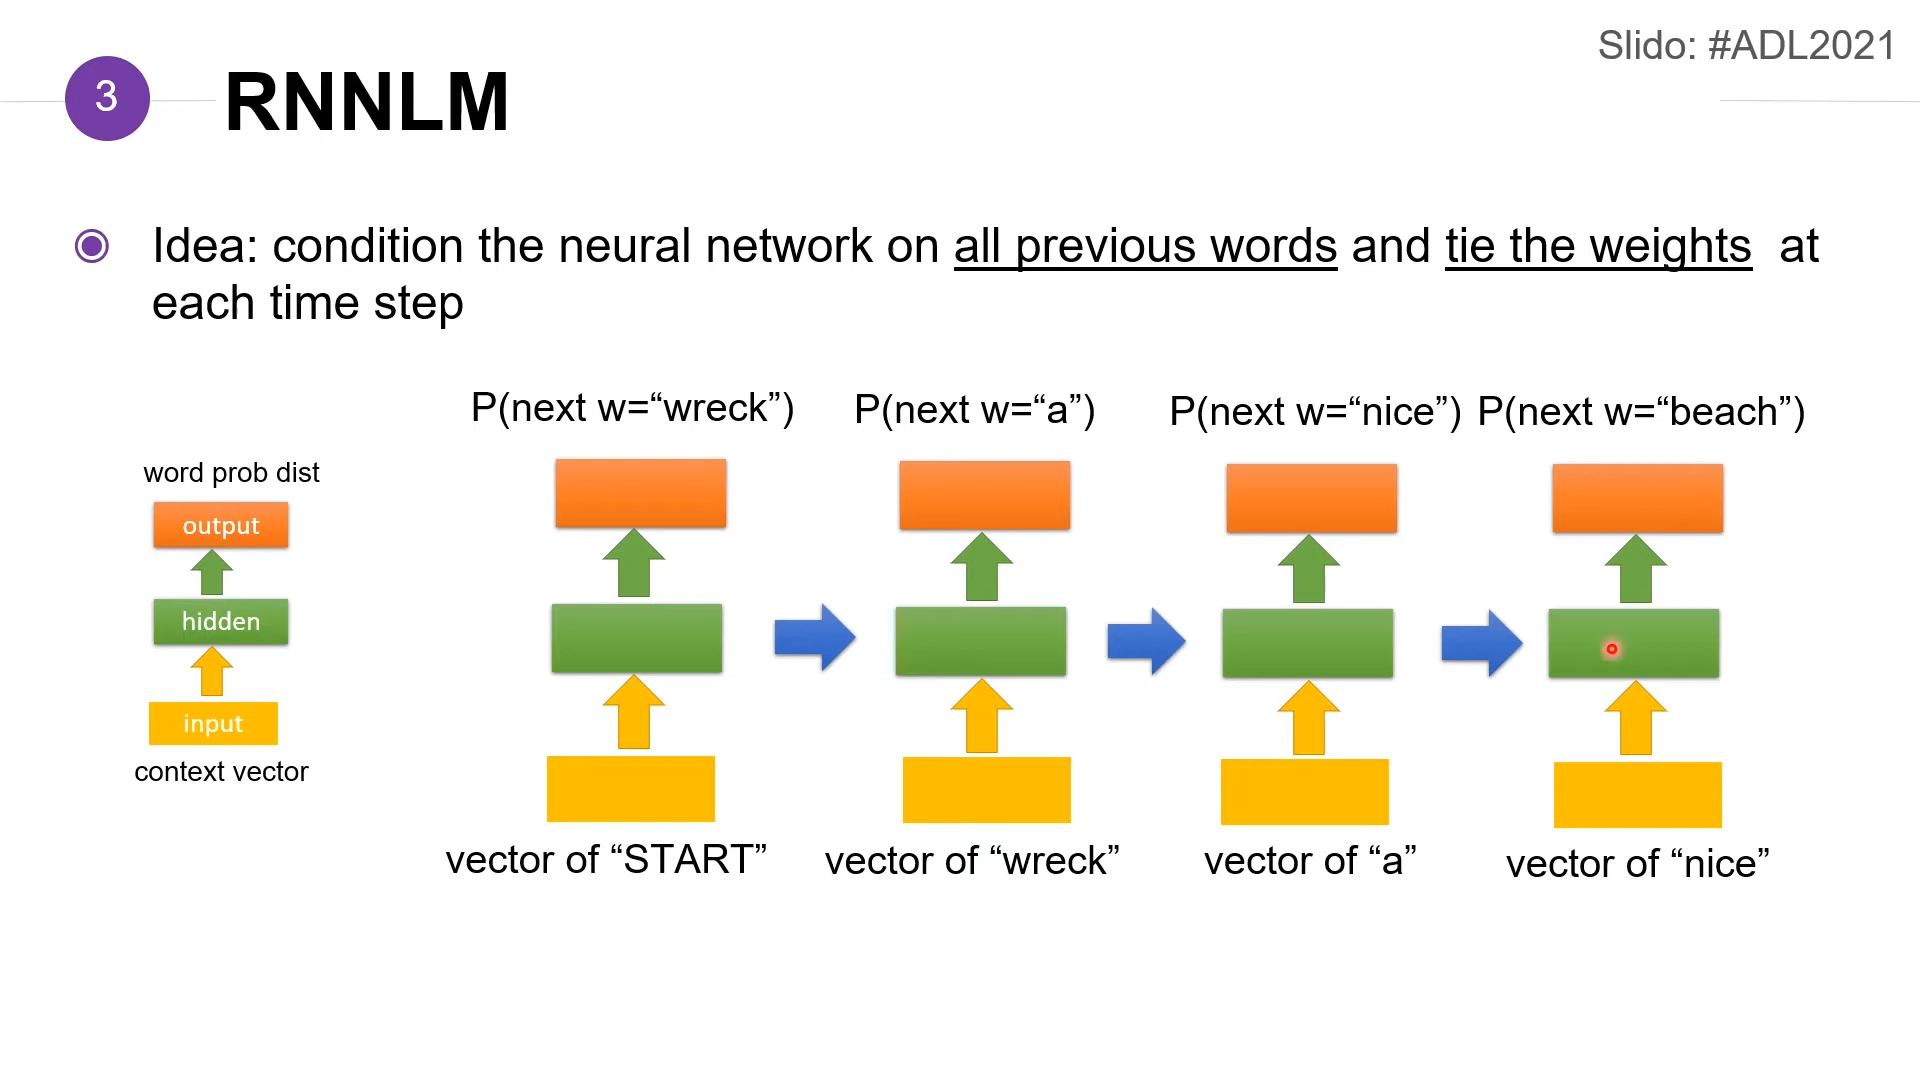 Slido: #ADL2021
3
RNNLM
Idea: condition the neural network on all previous words and tie the weights at
each time step
P(next w=“wreck”) P(next w=“a”) P(next w=“nice”) P(next w=“beach”)
word prob dist
output
hidden
input
context vector
vector of “START” vector of “wreck” vector of “a” vector of “nice”